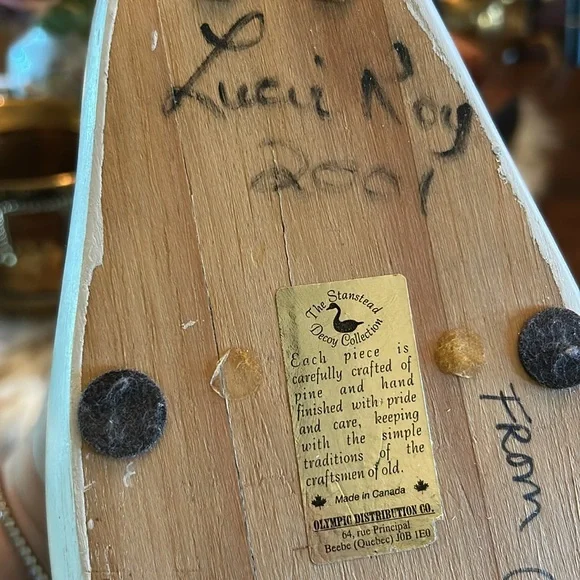 Lucii N'oy
2001
The Stanstead
Decoy Collection
Each piece is
carefully crafted of
pine and hand
finished with pride
and care, keeping
with the simple
traditions of the
craftsmen of old.
Made in Canada
OLYMPIC DISTRIBUTION CO.
64, rue Principal
Beebe (Quebec) J0B 1E0
From